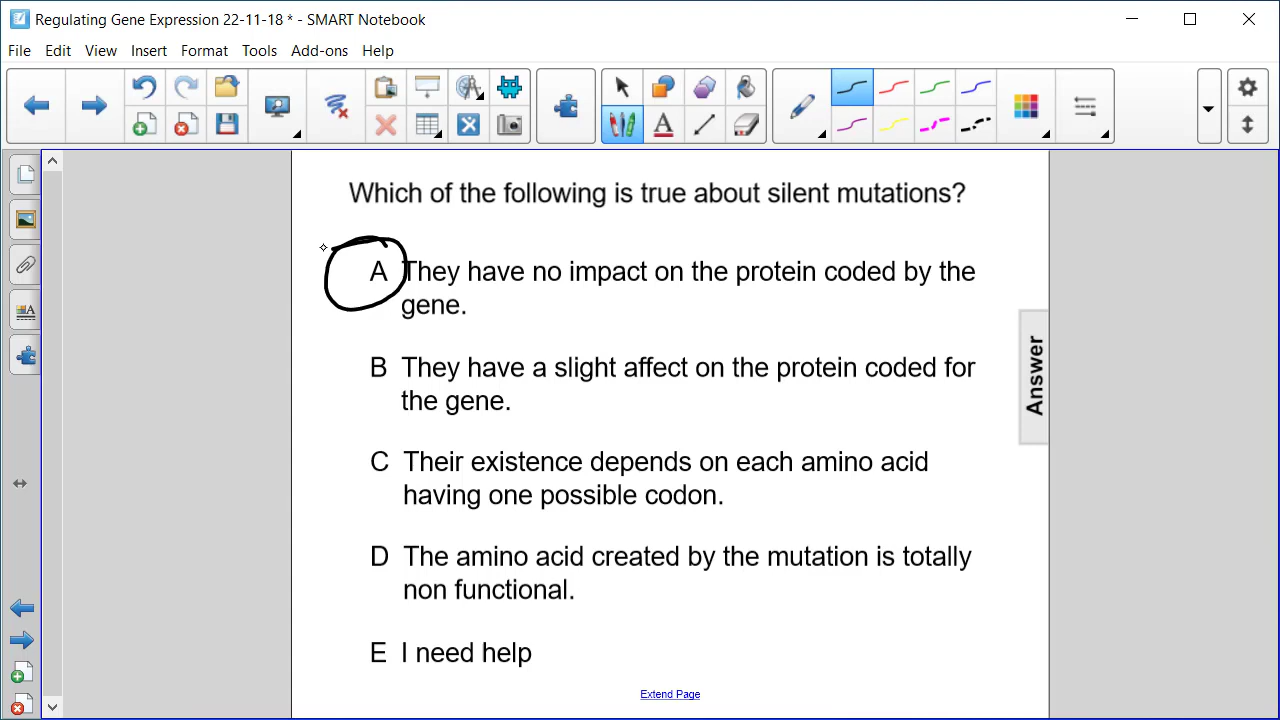 Regulating Gene Expression 22-11-18 * - SMART Notebook
File Edit View Insert Format Tools Add-ons Help
Which of the following is true about silent mutations?
A They have no impact on the protein coded by the
gene.
B They have a slight affect on the protein coded for
the gene.
C Their existence depends on each amino acid
having one possible codon.
D The amino acid created by the mutation is totally
non functional.
E I need help
Answer
Extend Page